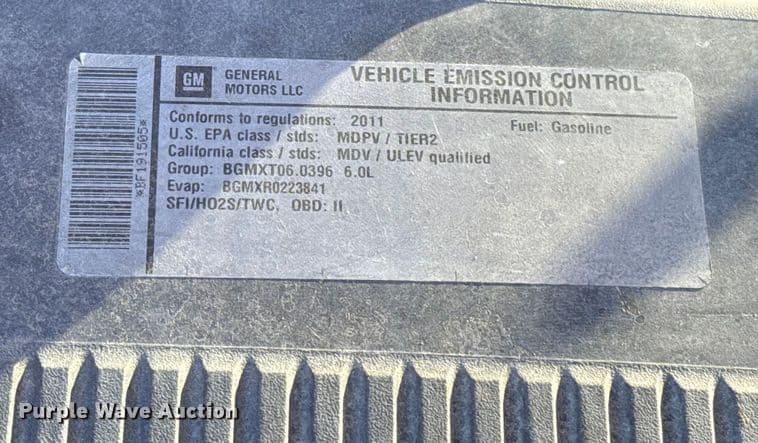 *BF191505*
GM
GENERAL
MOTORS LLC
VEHICLE EMISSION CONTROL
INFORMATION
Conforms to regulations: 2011
Fuel: Gasoline
U.S. EPA class / stds: MDPV / TIER2
California class / stds: MDV / ULEV qualified
Group: BGMXT06.0396 6.0L
Evap: BGMXR0223841
SFI/HO2S/TWC, OBD: II
Purple Wave Auction